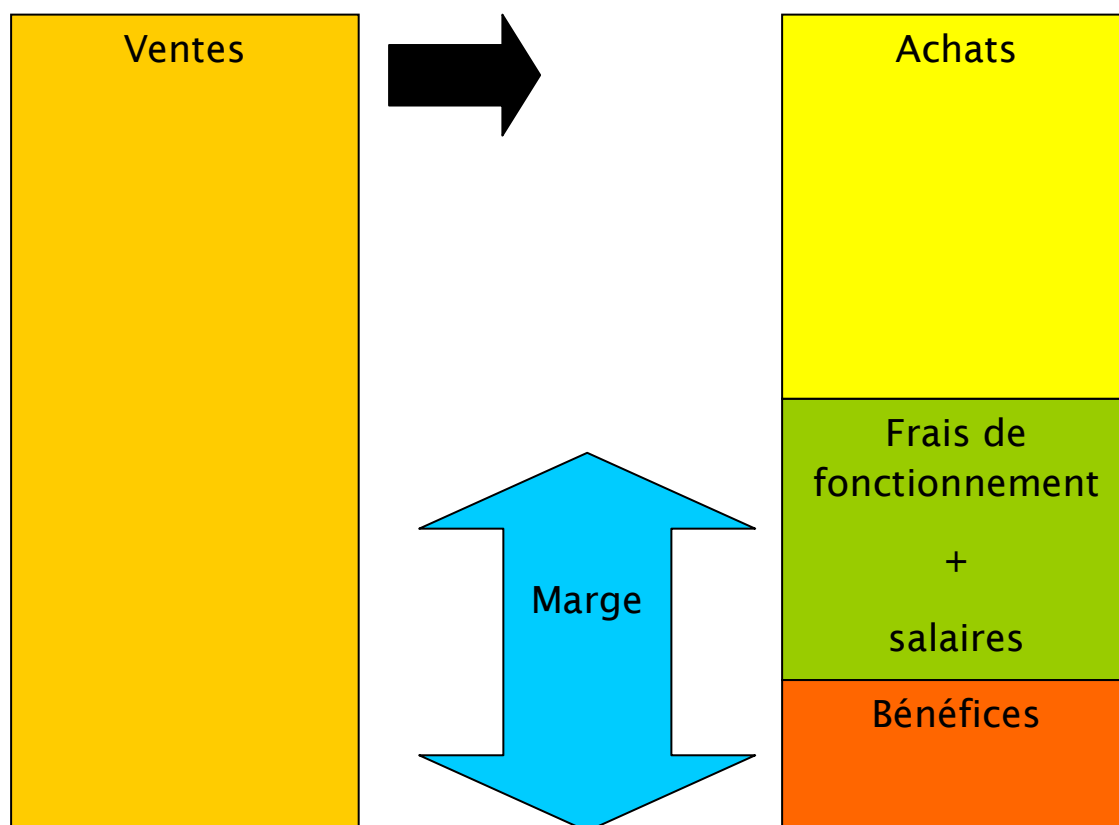 Ventes
Achats
Frais de
fonctionnement
+
salaires
Marge
Bénéfices